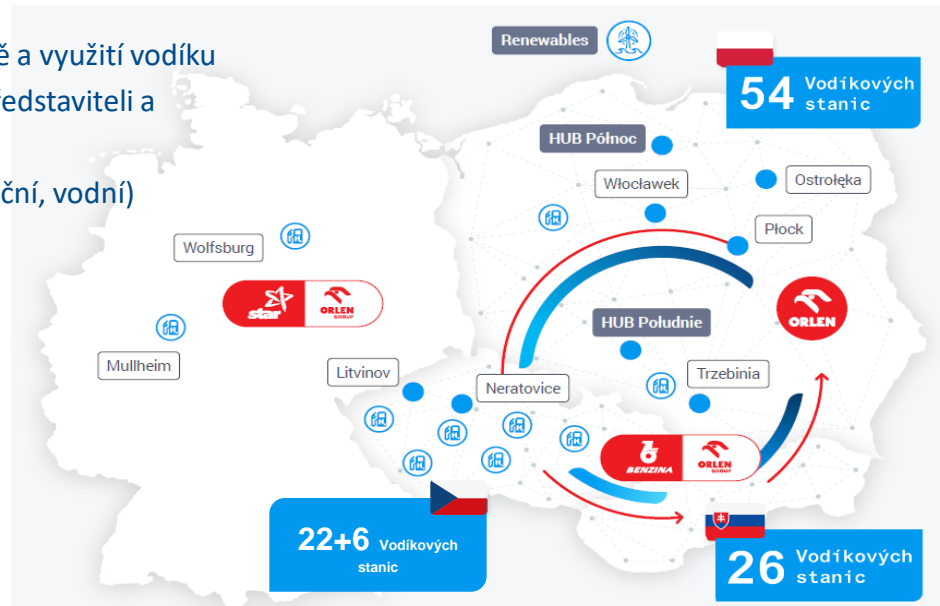 ě a využití vodíku
ředstaviteli a
ční, vodní)
Renewables
54 Vodíkových
stanic
HUB Północ
Włocławek
Ostrołęka
Płock
Wolfsburg
star
ORLEN
GROUP
ORLEN
HUB Południe
Mullheim
Litvinov
Neratovice
Trzebinia
BENZINA
ORLEN
GROUP
22+6 Vodíkových
stanic
26 Vodíkových
stanic